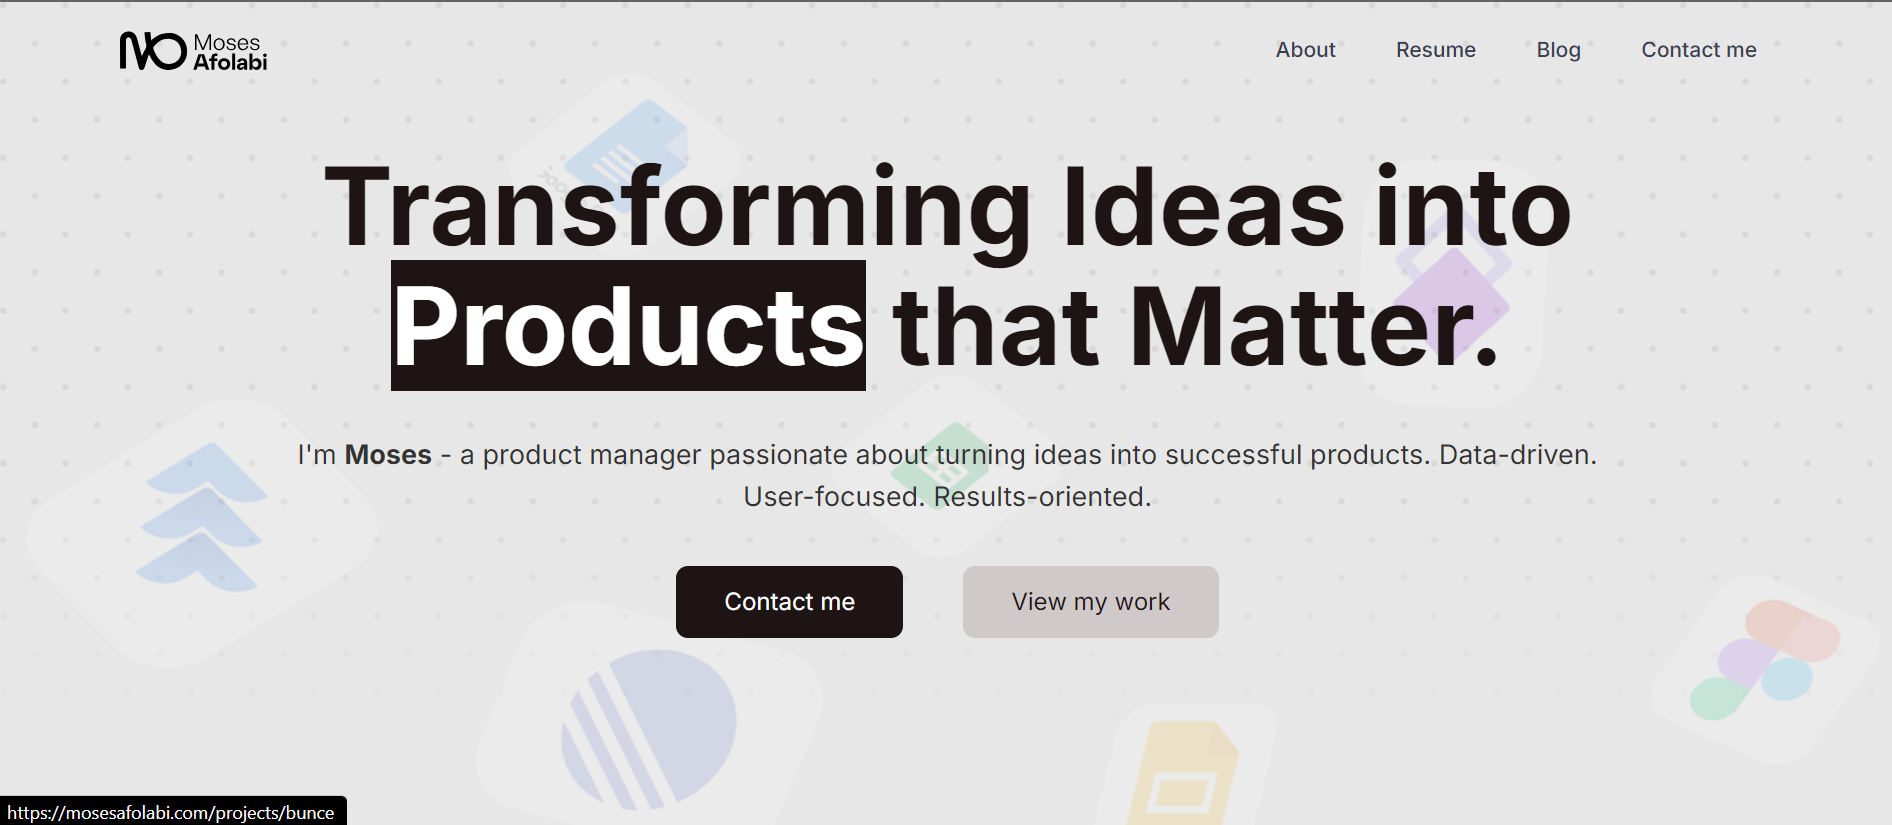 Moses
Afolabi
About
Resume
Blog
Contact me
Transforming Ideas into
Products that Matter.
I'm Moses - a product manager passionate about turning ideas into successful products. Data-driven.
User-focused. Results-oriented.
Contact me
View my work
https://mosesafolabi.com/projects/bunce